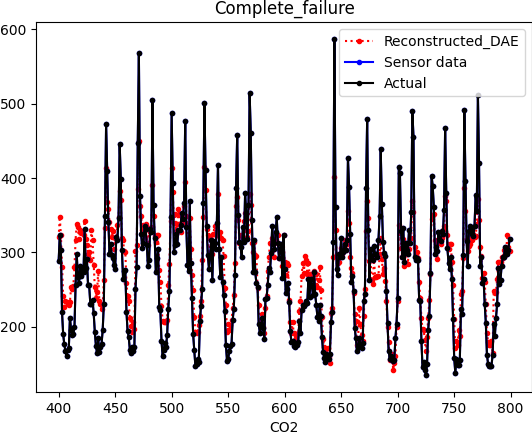 Complete_failure
600
500
400
300
200
Reconstructed_DAE
Sensor data
Actual
400 450 500 550 600 650 700 750 800
CO2